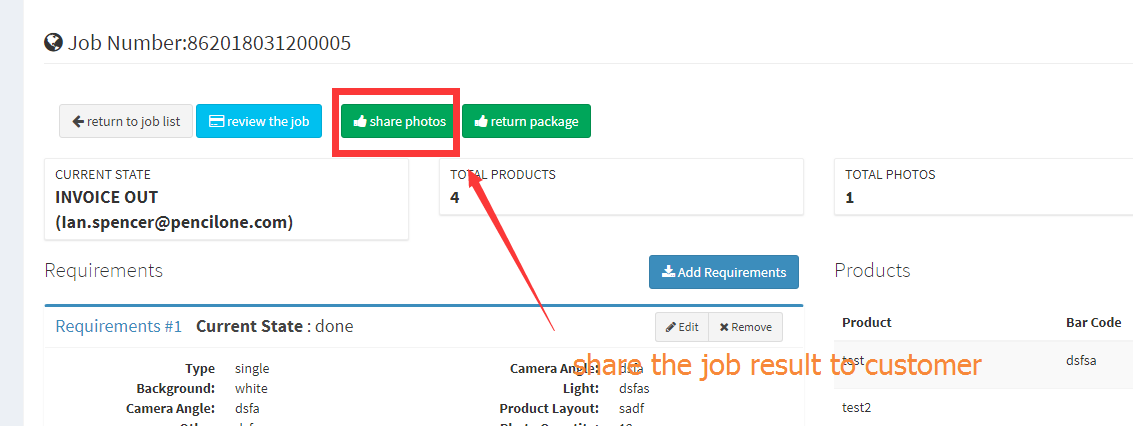 Job Number:862018031200005
return to job list
review the job
share photos
return package
CURRENT STATE
INVOICE OUT
(Ian.spencer@pencilone.com)
TOTAL PRODUCTS
4
TOTAL PHOTOS
1
Requirements
Add Requirements
Products
Requirements #1 Current State : done
Edit
Remove
Product Bar Code
Type single
Camera Angle: dsfa
share the job result to customer
test dsfsa
Background: white
Light: dsfas
Camera Angle: dsfa
Product Layout: sadf
test2